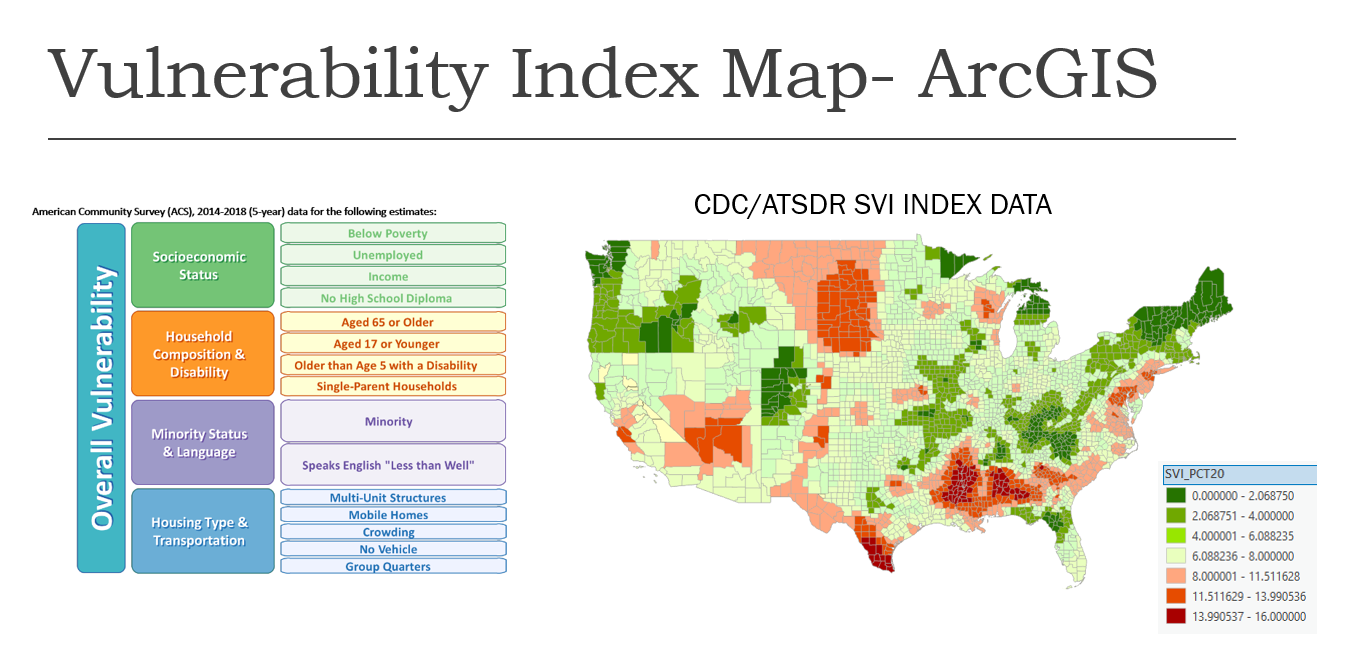 Vulnerability Index Map- ArcGIS
American Community Survey (ACS), 2014-2018 (5-year) data for the following estimates:
Overall Vulnerability
Socioeconomic
Status
Below Poverty
Unemployed
Income
No High School Diploma
Household
Composition &
Disability
Aged 65 or Older
Aged 17 or Younger
Older than Age 5 with a Disability
Single-Parent Households
Minority Status
& Language
Minority
Speaks English "Less than Well"
Housing Type &
Transportation
Multi-Unit Structures
Mobile Homes
Crowding
No Vehicle
Group Quarters
CDC/ATSDR SVI INDEX DATA
SVI_PCT20
0.000000 - 2.068750
2.068751 - 4.000000
4.000001 - 6.088235
6.088236 - 8.000000
8.000001 - 11.511628
11.511629 - 13.990536
13.990537 - 16.000000